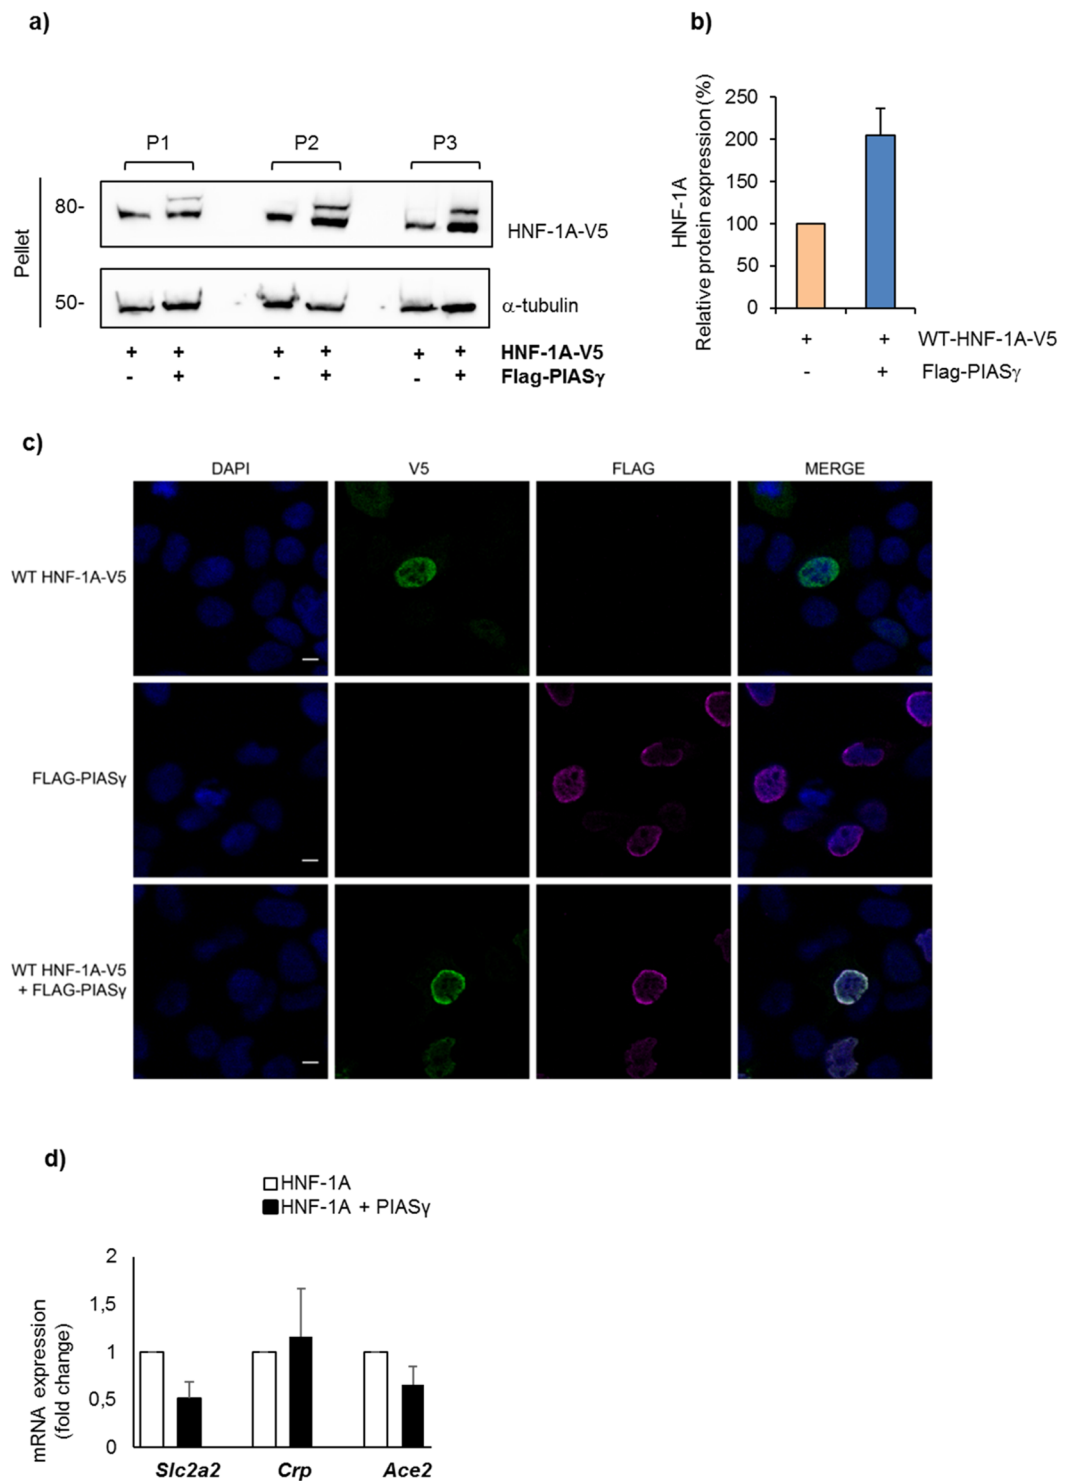 a)
P1 P2 P3
Pellet
80-
HNF-1A-V5
50-
α-tubulin
+ + + + + + HNF-1A-V5
- + - + - + Flag-PIASγ
b)
HNF-1A
Relative protein expression (%)
250
200
150
100
50
0
+ + WT-HNF-1A-V5
- + Flag-PIASγ
c)
DAPI V5 FLAG MERGE
WT HNF-1A-V5
FLAG-PIASγ
WT HNF-1A-V5
+ FLAG-PIASγ
d)
HNF-1A
HNF-1A + PIASγ
mRNA expression
(fold change)
2
1,5
1
0,5
0
Slc2a2 Crp Ace2